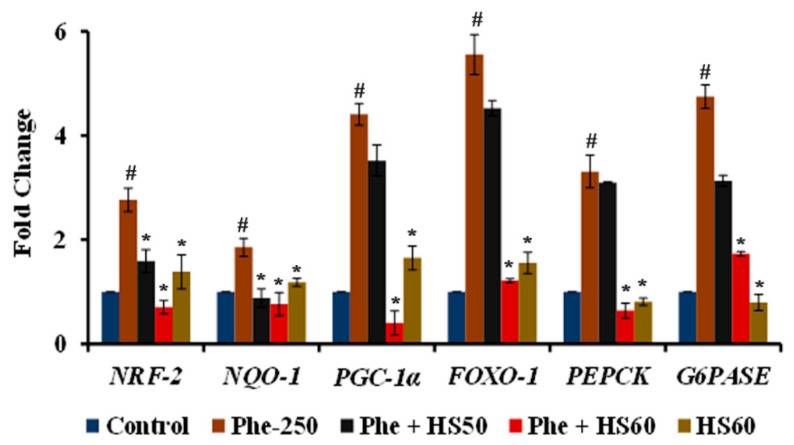 Fold Change
6
4
2
0
# * * *
# * * *
# * *
# * *
# * *
# * *
NRF-2 NQO-1 PGC-1α FOXO-1 PEPCK G6PASE
Control Phe-250 Phe + HS50 Phe + HS60 HS60